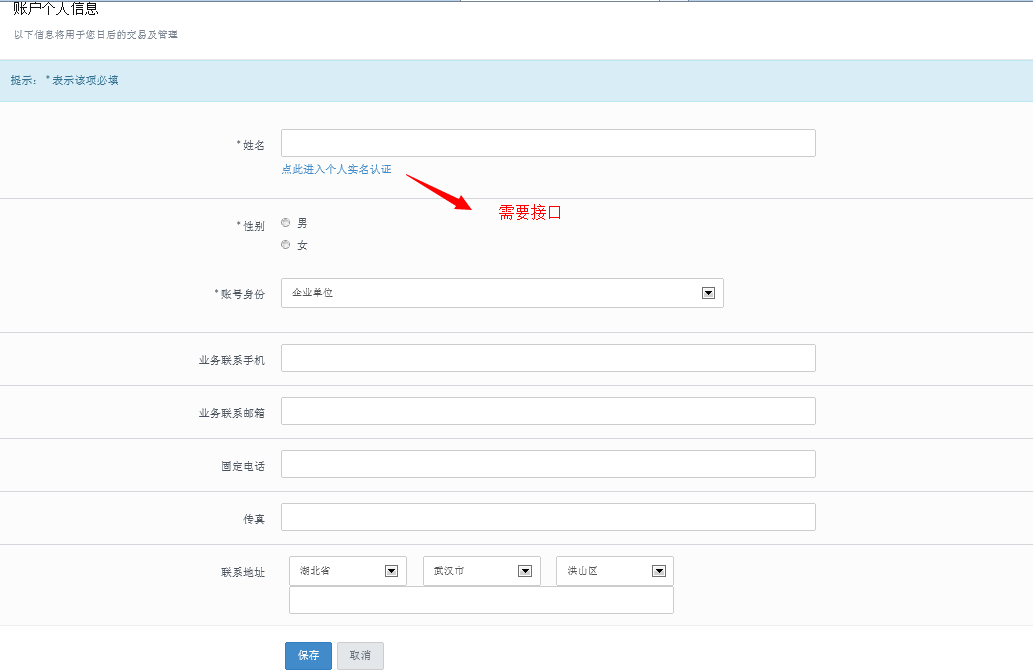 账户个人信息
以下信息将用于您日后的交易及管理
提示：*表示该项必填
*姓名
点此进入个人实名认证
需要接口
*性别
男
女
*账号身份
企业单位
业务联系手机
业务联系邮箱
固定电话
传真
联系地址 湖北省 武汉市 洪山区
保存 取消